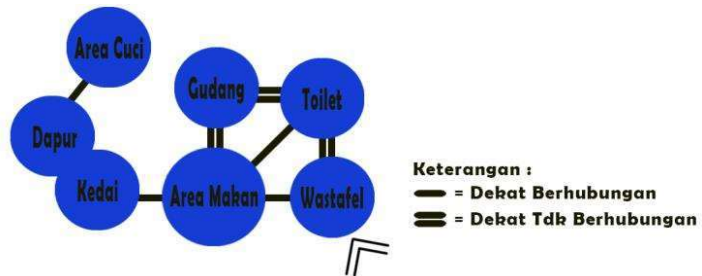 Area Cuci
Gudang
Toilet
Dapur
Kedai
Area Makan
Wastafel
Keterangan :
= Dekat Berhubungan
= Dekat Tdk Berhubungan